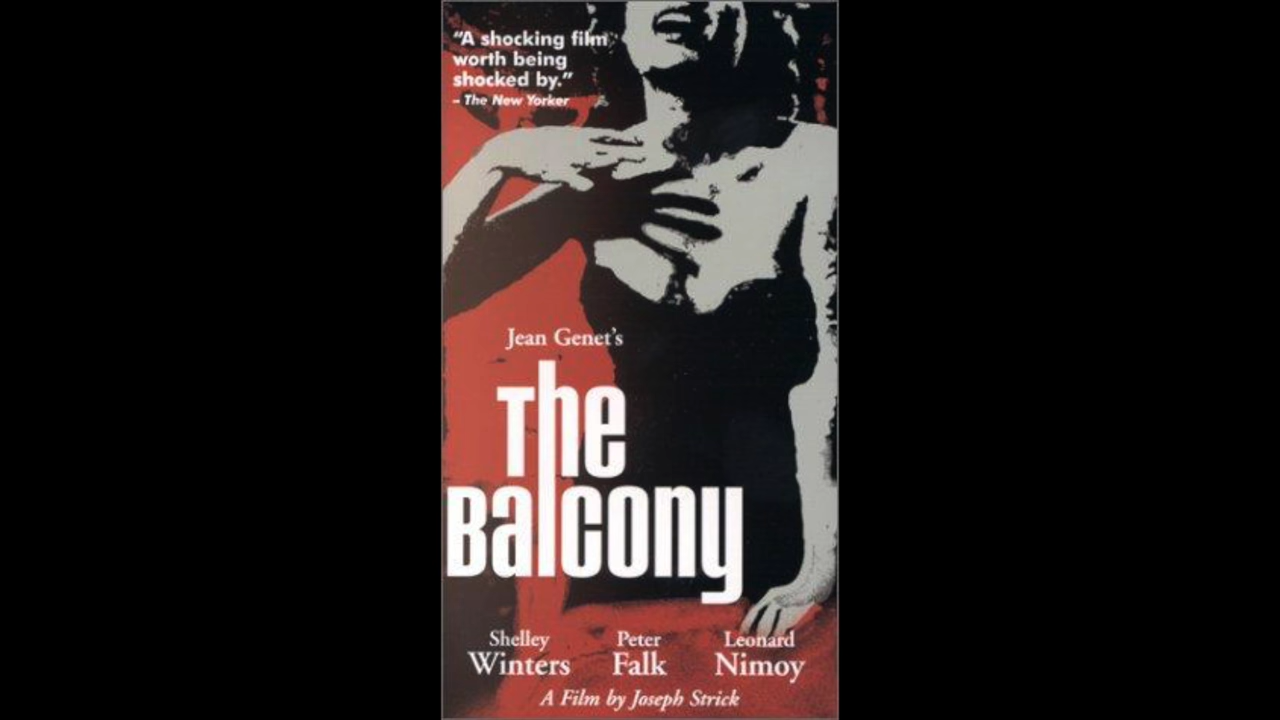 “A shocking film
worth being
shocked by.”
– The New Yorker
Jean Genet’s
The
Balcony
Shelley Winters
Peter Falk
Leonard Nimoy
A Film by Joseph Strick